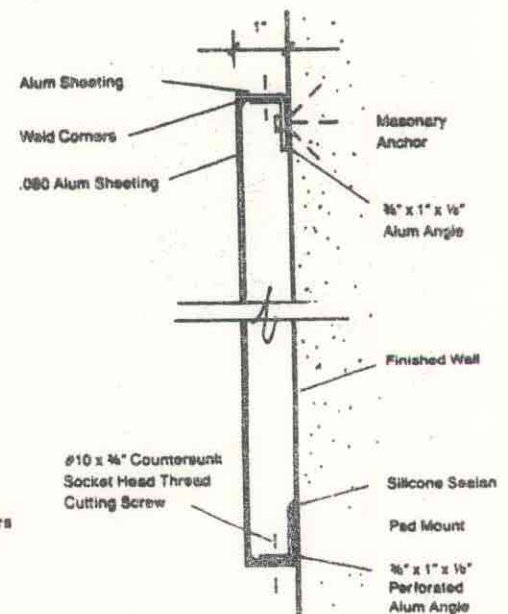 1"
Alum Sheeting
Weld Corners
.080 Alum Sheeting
Masonary
Anchor
¾" x 1" x ⅛"
Alum Angle
Finished Wall
#10 x ¾" Countersunk
Socket Head Thread
Cutting Screw
Silicone Sealan
Pad Mount
¾" x 1" x ⅛"
Perforated
Alum Angle
rs